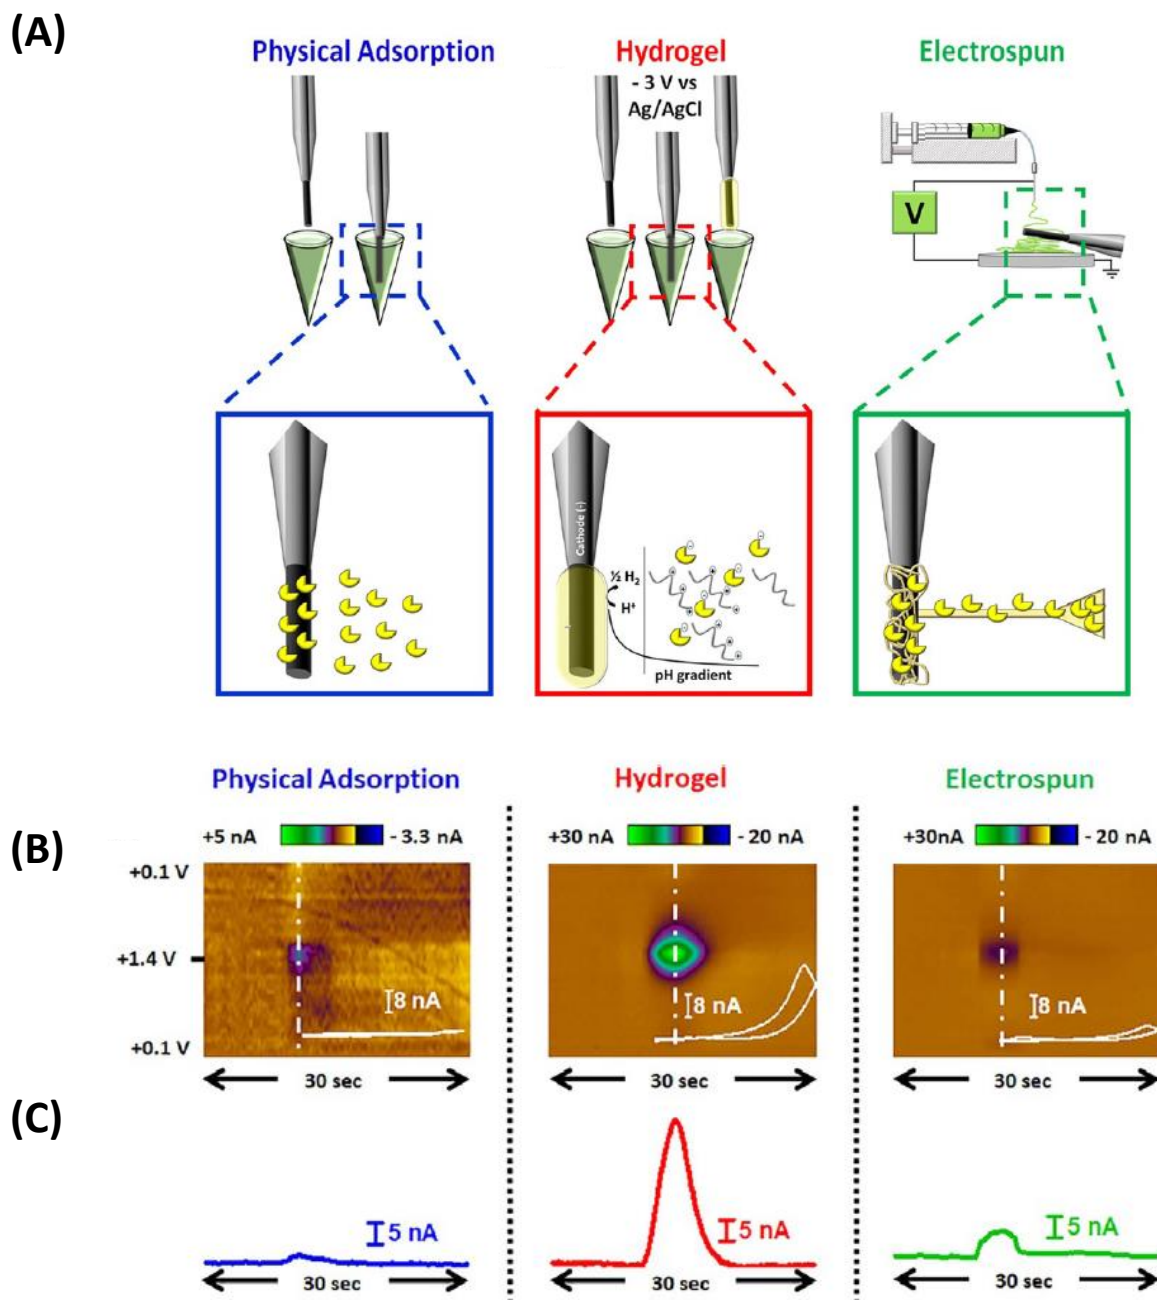 (A)
Physical Adsorption
Hydrogel
Electrospun
- 3 V vs
Ag/AgCl
V
Cathode (-)
½ H₂
H⁺
pH gradient
Physical Adsorption
Hydrogel
Electrospun
(B)
+5 nA
- 3.3 nA
+30 nA
- 20 nA
+30nA
- 20 nA
+0.1 V
+1.4 V
+0.1 V
8 nA
8 nA
8 nA
30 sec
30 sec
30 sec
(C)
5 nA
5 nA
5 nA
30 sec
30 sec
30 sec